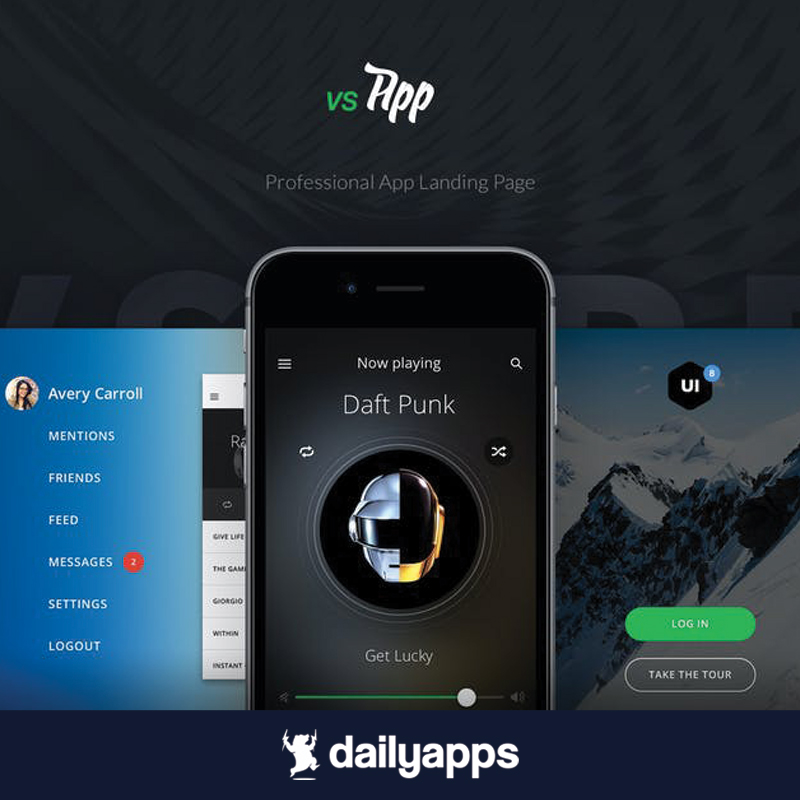 vs App
Professional App Landing Page
Avery Carroll
MENTIONS
FRIENDS
FEED
MESSAGES 2
SETTINGS
LOGOUT
Ra
GIVE LIFE
THE GAM
GIORGIO
WITHIN
INSTANT
Now playing
Daft Punk
Get Lucky
UI 8
LOG IN
TAKE THE TOUR
dailyapps